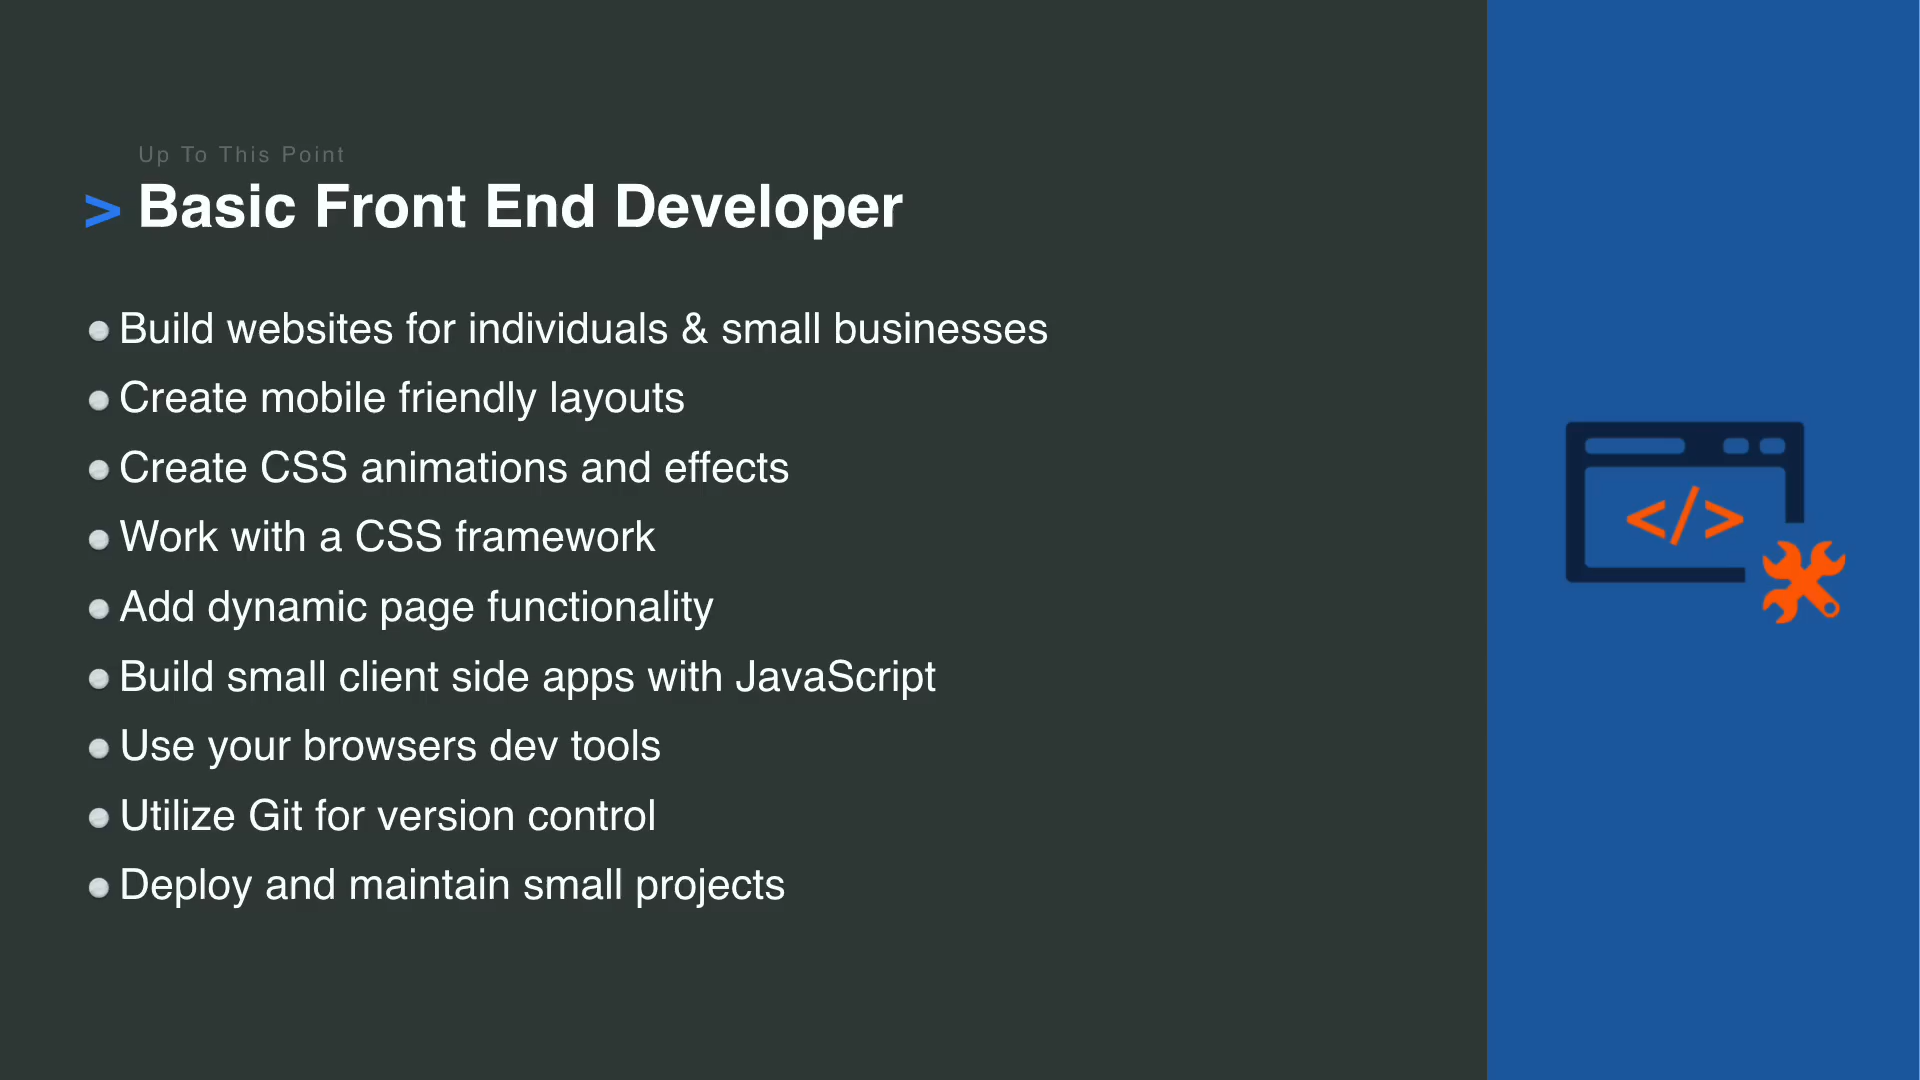 Up To This Point
> Basic Front End Developer
Build websites for individuals & small businesses
Create mobile friendly layouts
Create CSS animations and effects
Work with a CSS framework
Add dynamic page functionality
Build small client side apps with JavaScript
Use your browsers dev tools
Utilize Git for version control
Deploy and maintain small projects
</>